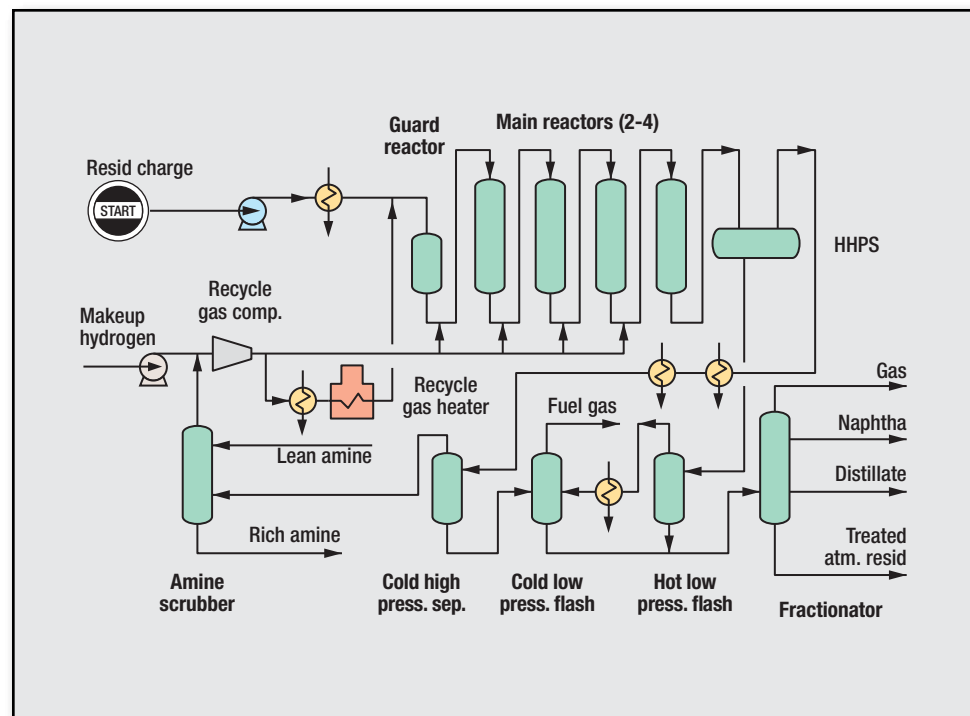 Guard
reactor
Main reactors (2-4)
Resid charge
START
HHPS
Recycle
gas comp.
Makeup
hydrogen
Recycle
gas heater
Gas
Fuel gas
Naphtha
Lean amine
Distillate
Rich amine
Treated
atm. resid
Amine
scrubber
Cold high
press. sep.
Cold low
press. flash
Hot low
press. flash
Fractionator